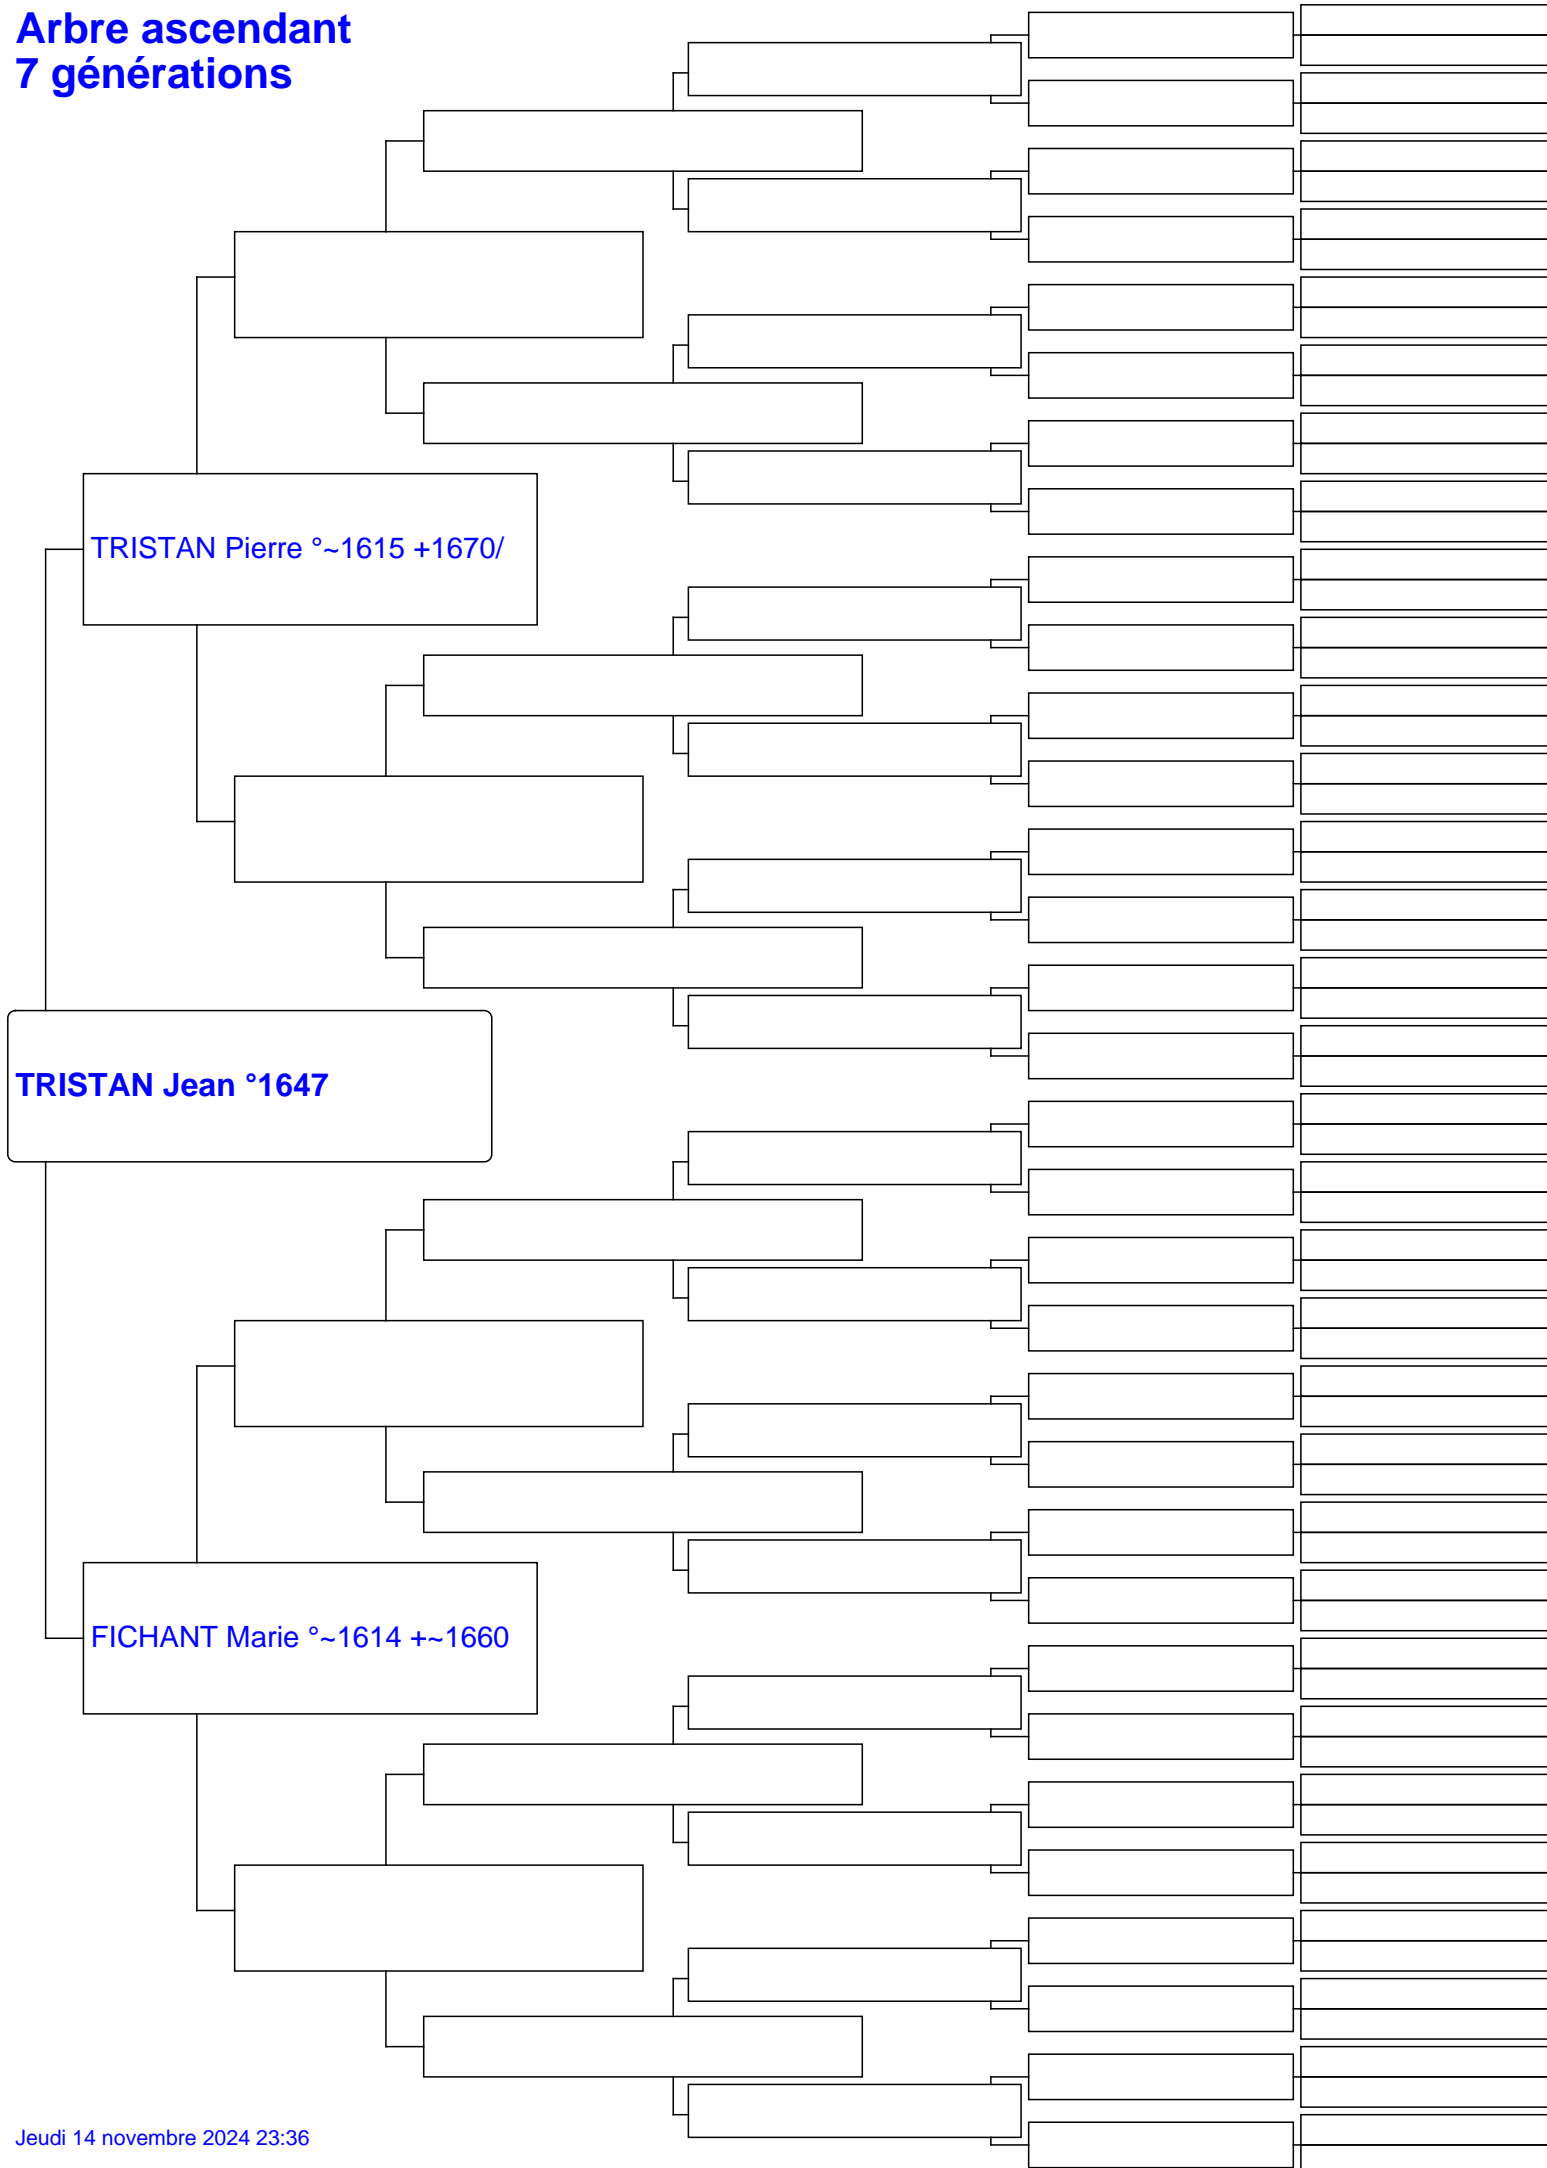 Arbre ascendant
7 générations
TRISTAN Pierre °~1615 +1670/
TRISTAN Jean °1647
FICHANT Marie °~1614 +~1660
Jeudi 14 novembre 2024 23:36